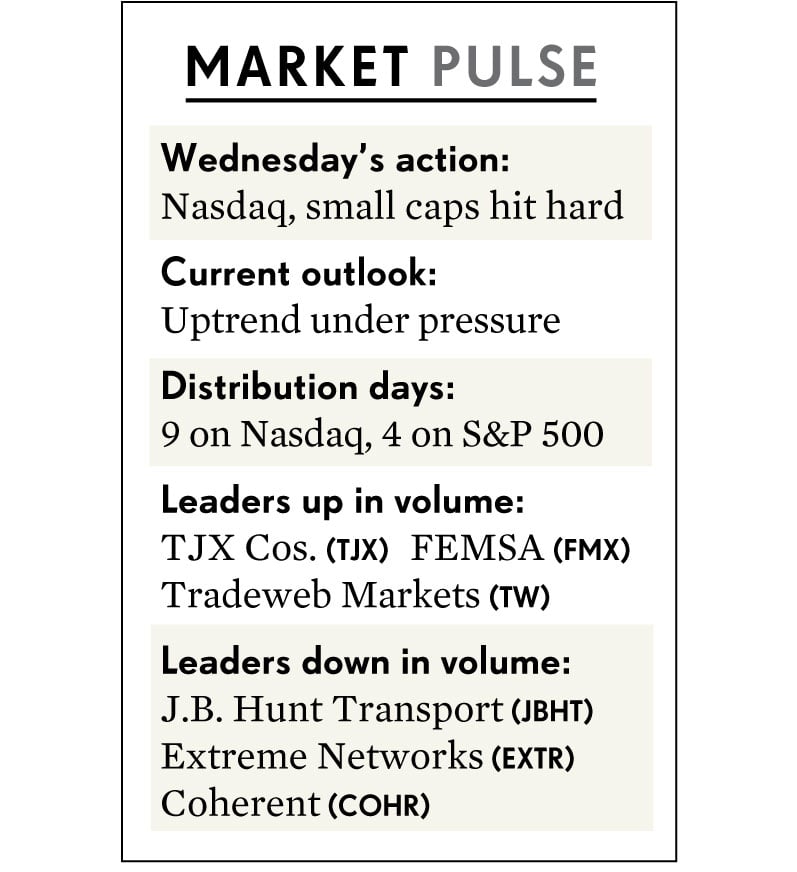 MARKET PULSE
Wednesday's action:
Nasdaq, small caps hit hard
Current outlook:
Uptrend under pressure
Distribution days:
9 on Nasdaq, 4 on S&P 500
Leaders up in volume:
TJX Cos. (TJX) FEMSA (FMX)
Tradeweb Markets (TW)
Leaders down in volume:
J.B. Hunt Transport (JBHT)
Extreme Networks (EXTR)
Coherent (COHR)